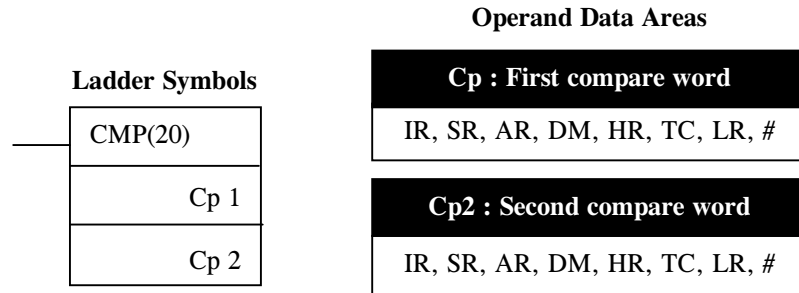 Operand Data Areas
Ladder Symbols
CMP(20)
Cp 1
Cp 2
Cp : First compare word
IR, SR, AR, DM, HR, TC, LR, #
Cp2 : Second compare word
IR, SR, AR, DM, HR, TC, LR, #